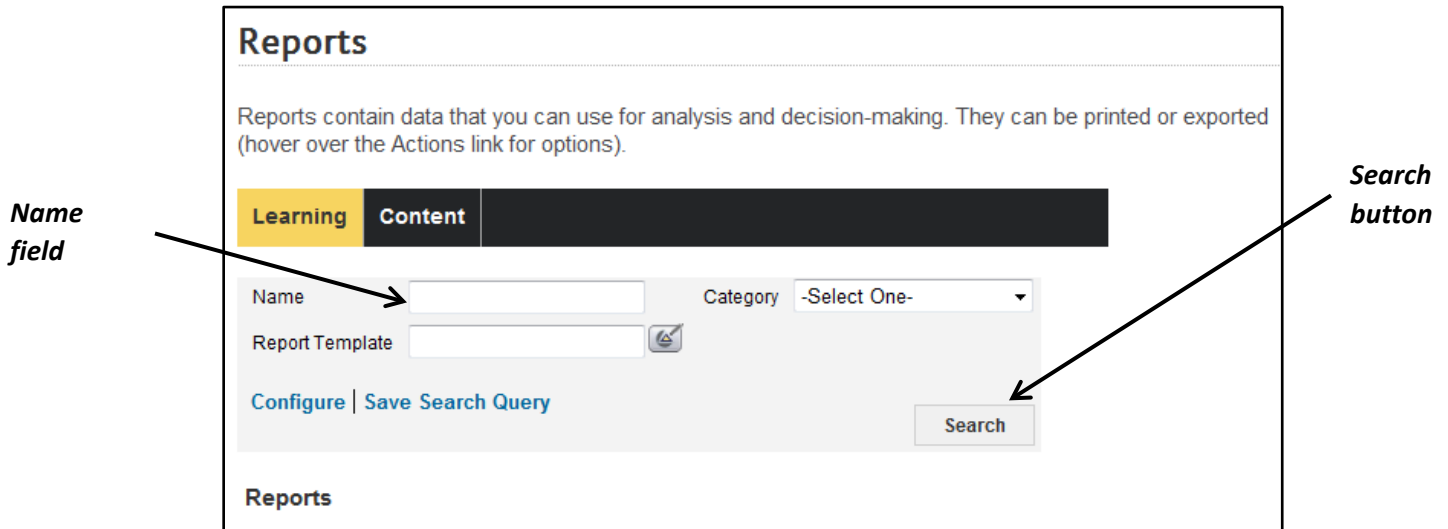 Reports
Reports contain data that you can use for analysis and decision-making. They can be printed or exported
(hover over the Actions link for options).
Search
button
Name
field
Learning Content
Name Category -Select One-
Report Template
Configure | Save Search Query
Search
Reports